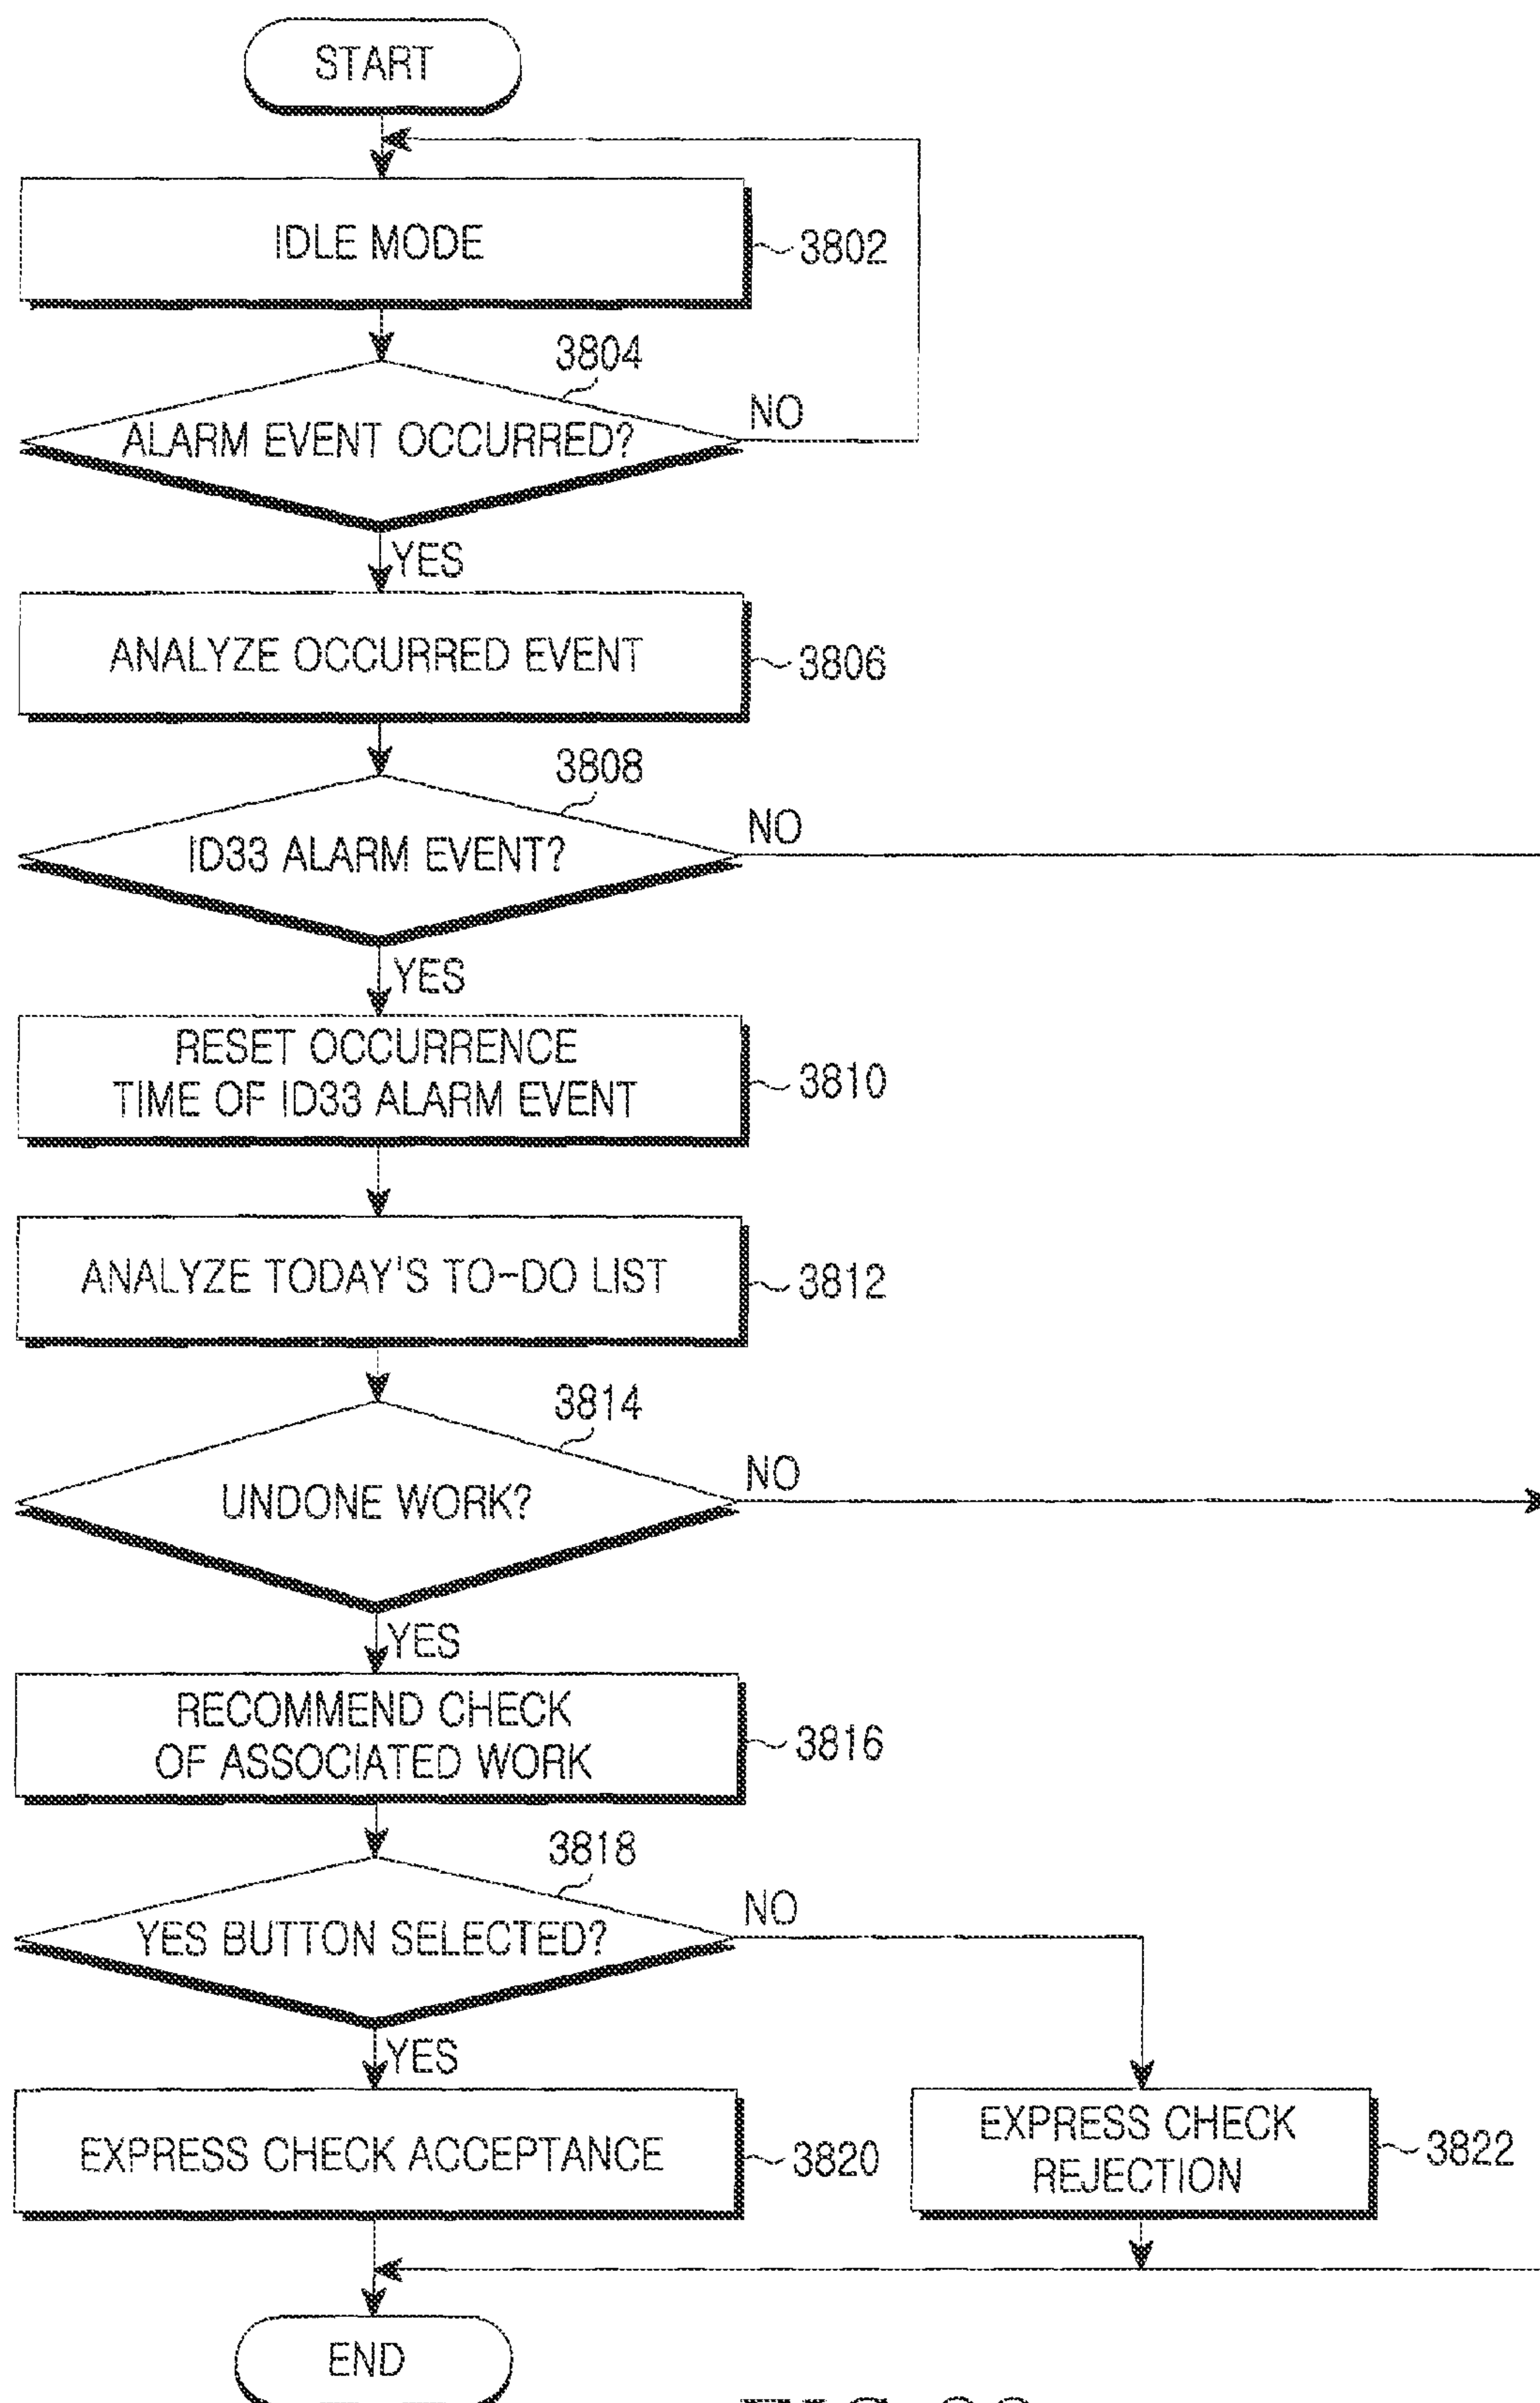 START
IDLE MODE
3802
3804
ALARM EVENT OCCURRED?
NO
YES
ANALYZE OCCURRED EVENT
3806
3808
ID33 ALARM EVENT?
NO
YES
RESET OCCURRENCE
TIME OF ID33 ALARM EVENT
3810
ANALYZE TODAY'S TO-DO LIST
3812
3814
UNDONE WORK?
NO
YES
RECOMMEND CHECK
OF ASSOCIATED WORK
3816
3818
YES BUTTON SELECTED?
NO
YES
EXPRESS CHECK ACCEPTANCE
3820
EXPRESS CHECK
REJECTION
3822
END